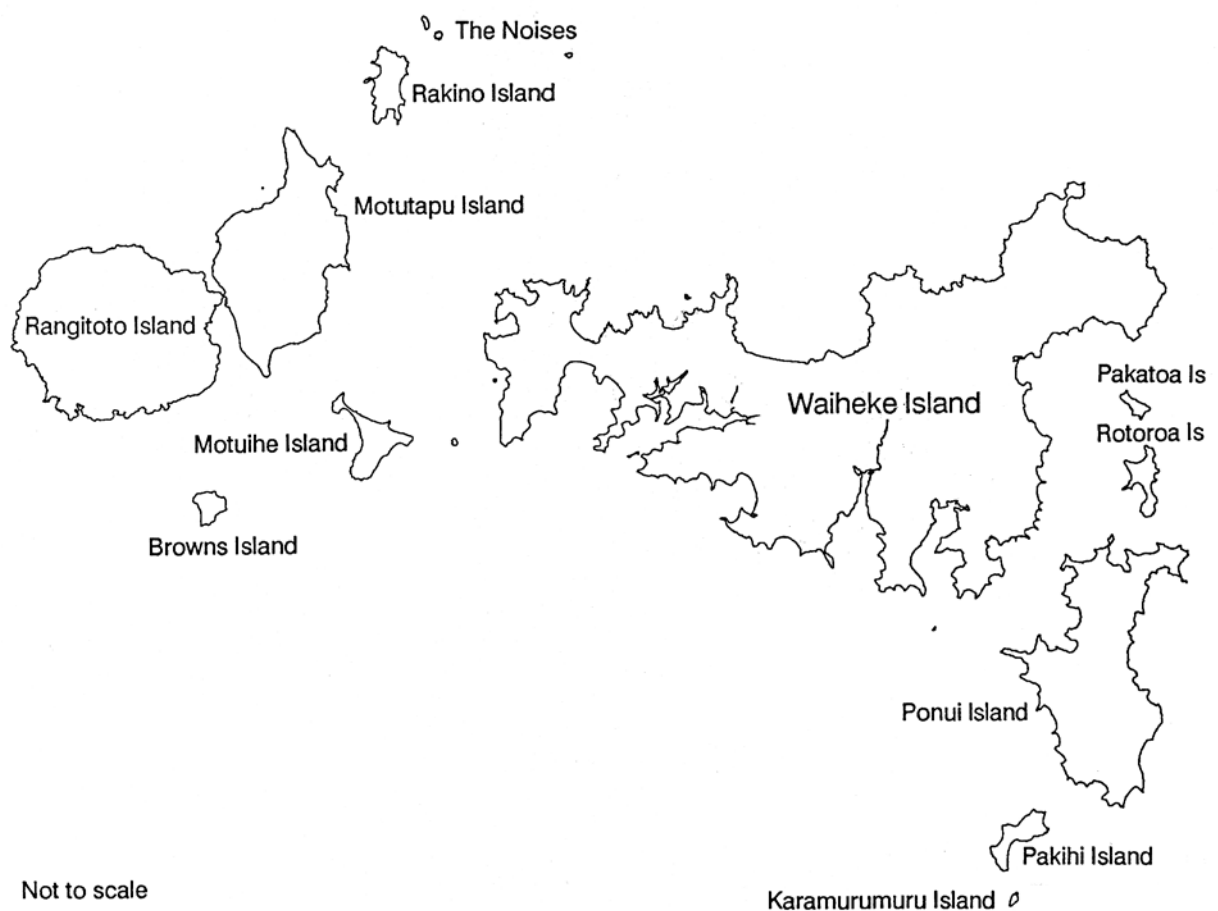 The Noises
Rakino Island
Motutapu Island
Rangitoto Island
Pakatoa Is
Waiheke Island
Rotoroa Is
Motuihe Island
Browns Island
Ponui Island
Pakihi Island
Not to scale
Karamurumuru Island